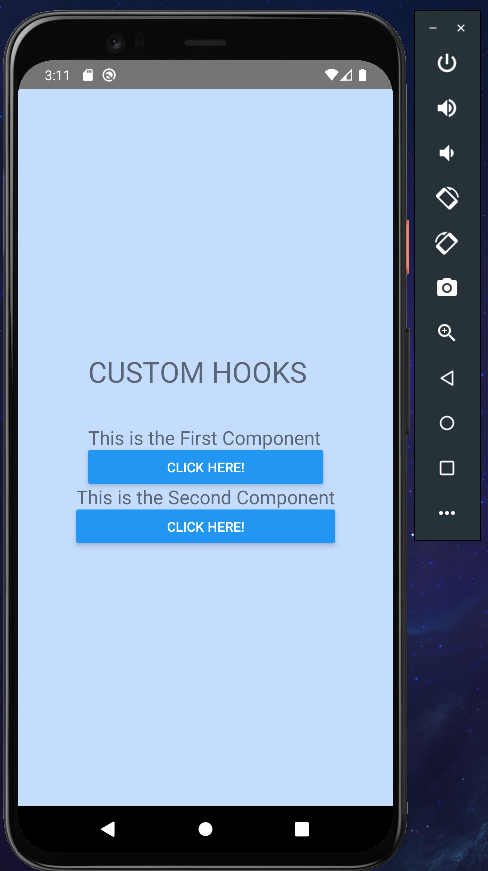 3:11
CUSTOM HOOKS
This is the First Component
CLICK HERE!
This is the Second Component
CLICK HERE!